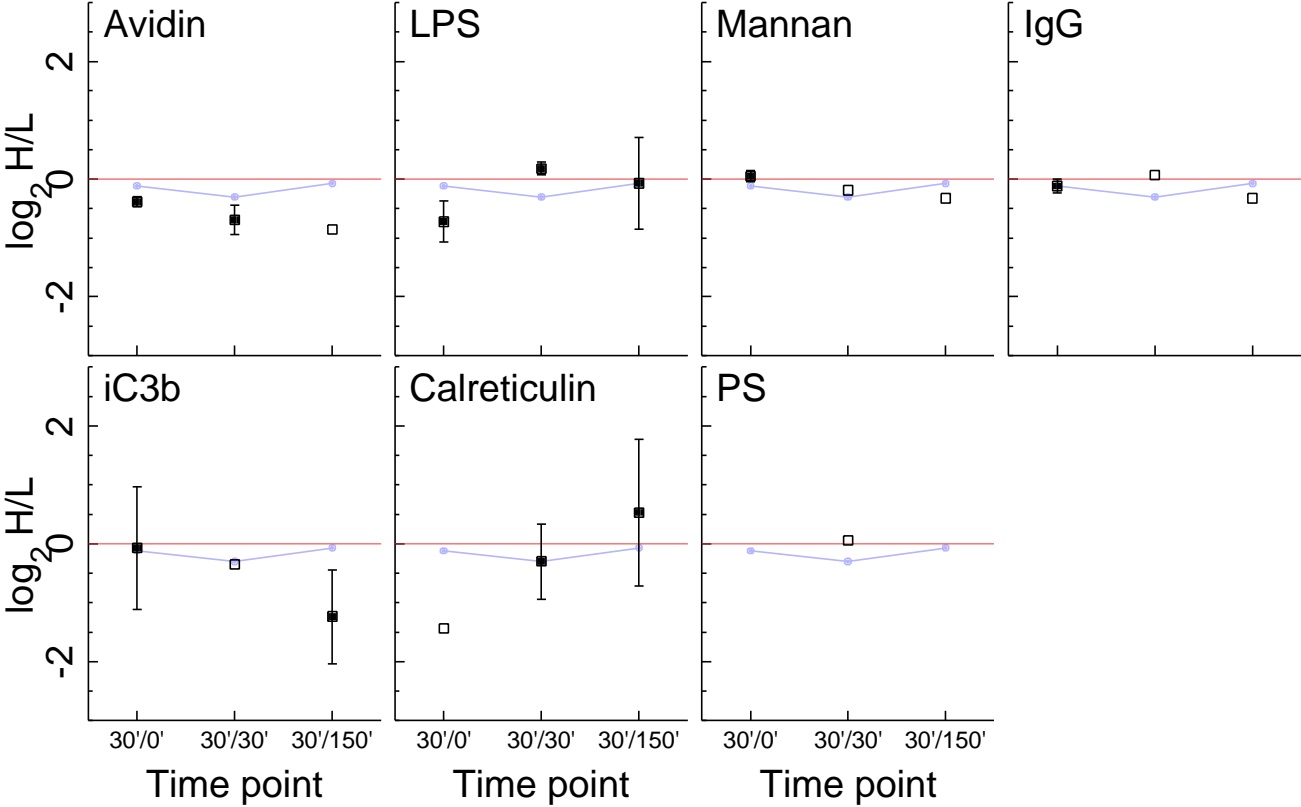 Avidin LPS Mannan IgG
log2 H/L
2
0
-2
iC3b Calreticulin PS
log2 H/L
2
0
-2
30'/0' 30'/30' 30'/150' 30'/0' 30'/30' 30'/150' 30'/0' 30'/30' 30'/150'
Time point Time point Time point